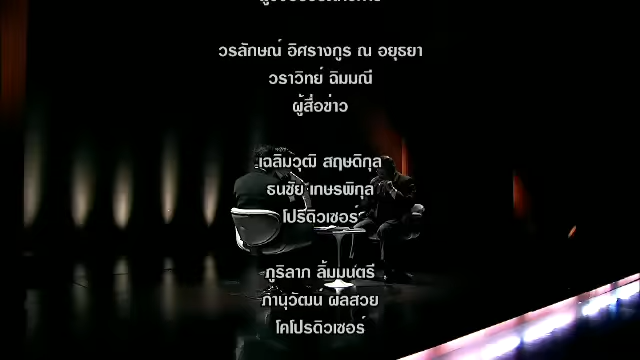 วรลักษณ์ อิศรางกูร ณ อยุธยา
วราวิทย์ ฉิมมณี
ผู้สื่อข่าว
เฉลิมวุฒิ สฤษดิกุล
ธนชัย เกษรพิกุล
โปรดิวเซอร์
ภูริลาภ ลิ้มมนตรี
ภานุวัฒน์ ผลสวย
โคโปรดิวเซอร์